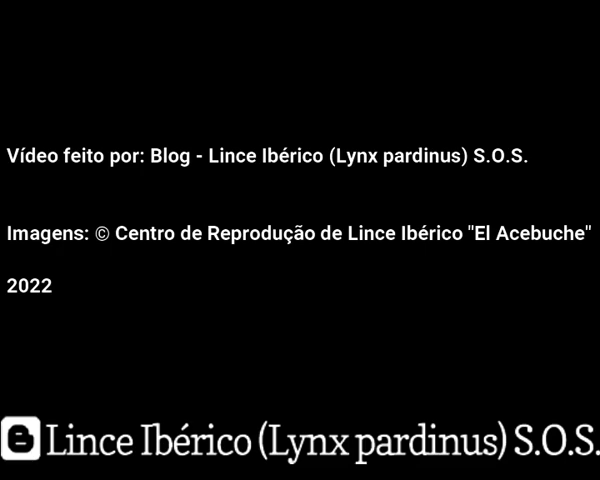 Vídeo feito por: Blog - Lince Ibérico (Lynx pardinus) S.O.S.
Imagens: © Centro de Reprodução de Lince Ibérico "El Acebuche"
2022
Lince Ibérico (Lynx pardinus) S.O.S.